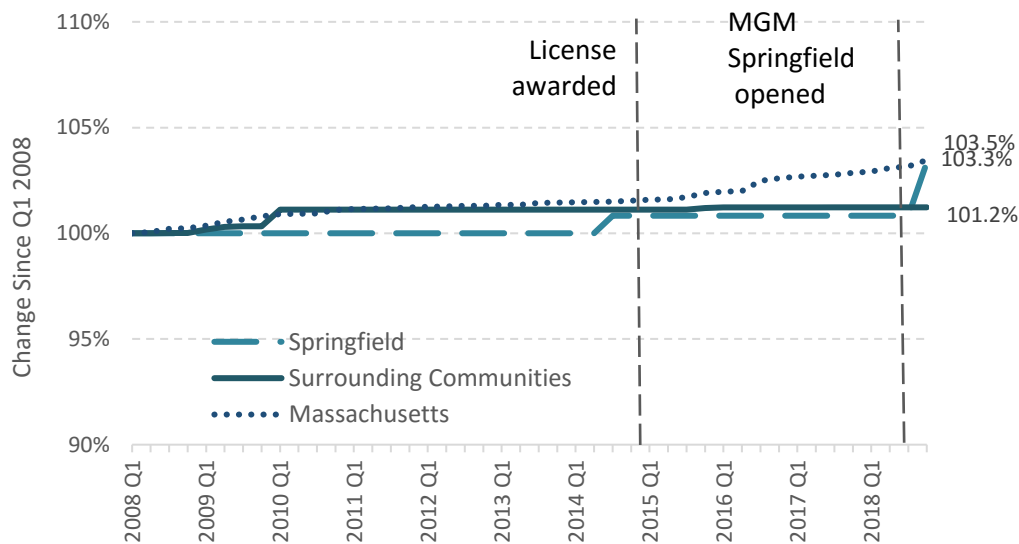 110%
105%
100%
95%
90%
Change Since Q1 2008
License
awarded
MGM
Springfield
opened
103.5%
103.3%
101.2%
Springfield
Surrounding Communities
Massachusetts
2008 Q1
2009 Q1
2010 Q1
2011 Q1
2012 Q1
2013 Q1
2014 Q1
2015 Q1
2016 Q1
2017 Q1
2018 Q1